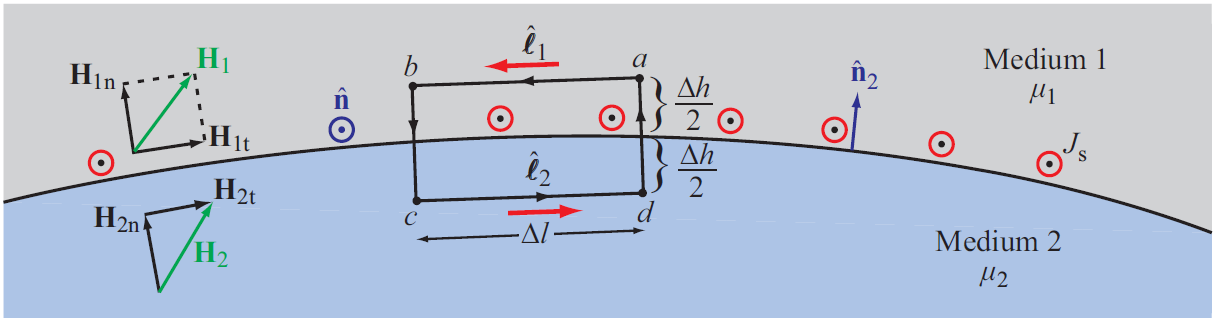 H₁
H₁n
H₁t
n̂
b
ℓ̂₁
a
Δh
2
n̂₂
Medium 1
μ₁
Jₛ
H₂t
H₂n
H₂
ℓ̂₂
c
d
Δl
Δh
2
Medium 2
μ₂